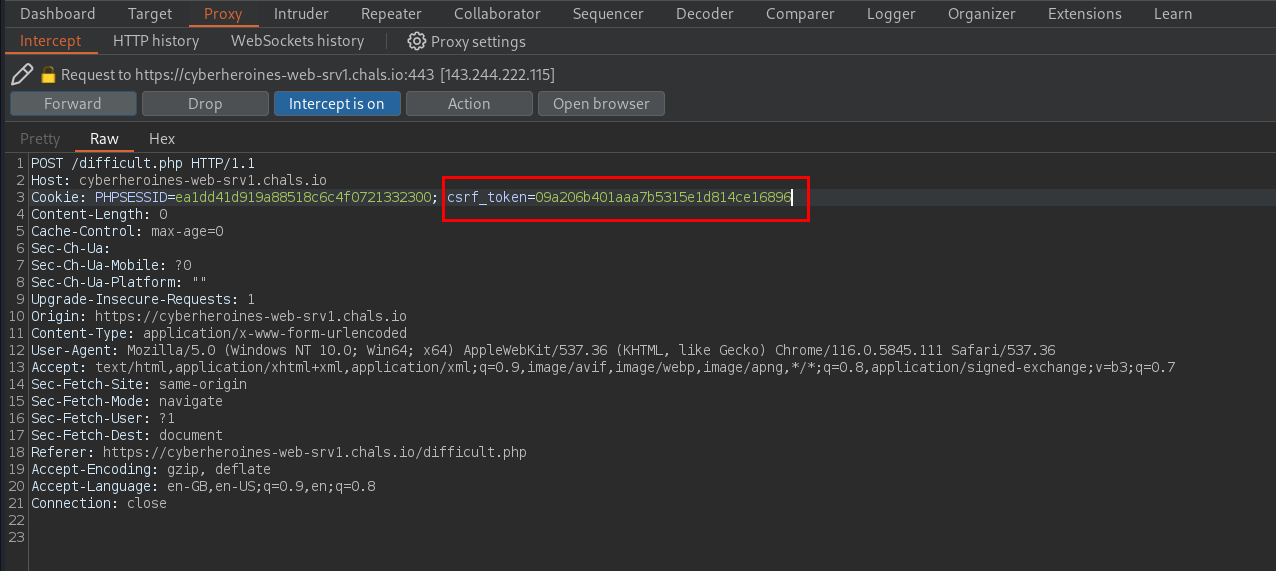 Dashboard Target Proxy Intruder Repeater Collaborator Sequencer Decoder Comparer Logger Organizer Extensions Learn
Intercept HTTP history WebSockets history Proxy settings
Request to https://cyberheroines-web-srv1.chals.io:443 [143.244.222.115]
Forward Drop Intercept is on Action Open browser
Pretty Raw Hex
1 POST /difficult.php HTTP/1.1
2 Host: cyberheroines-web-srv1.chals.io
3 Cookie: PHPSESSID=ea1dd41d919a88518c6c4f0721332300; csrf_token=09a206b401aaa7b5315e1d814ce16896
4 Content-Length: 0
5 Cache-Control: max-age=0
6 Sec-Ch-Ua:
7 Sec-Ch-Ua-Mobile: ?0
8 Sec-Ch-Ua-Platform: ""
9 Upgrade-Insecure-Requests: 1
10 Origin: https://cyberheroines-web-srv1.chals.io
11 Content-Type: application/x-www-form-urlencoded
12 User-Agent: Mozilla/5.0 (Windows NT 10.0; Win64; x64) AppleWebKit/537.36 (KHTML, like Gecko) Chrome/116.0.5845.111 Safari/537.36
13 Accept: text/html,application/xhtml+xml,application/xml;q=0.9,image/avif,image/webp,image/apng,*/*;q=0.8,application/signed-exchange;v=b3;q=0.7
14 Sec-Fetch-Site: same-origin
15 Sec-Fetch-Mode: navigate
16 Sec-Fetch-User: ?1
17 Sec-Fetch-Dest: document
18 Referer: https://cyberheroines-web-srv1.chals.io/difficult.php
19 Accept-Encoding: gzip, deflate
20 Accept-Language: en-GB,en-US;q=0.9,en;q=0.8
21 Connection: close
22
23